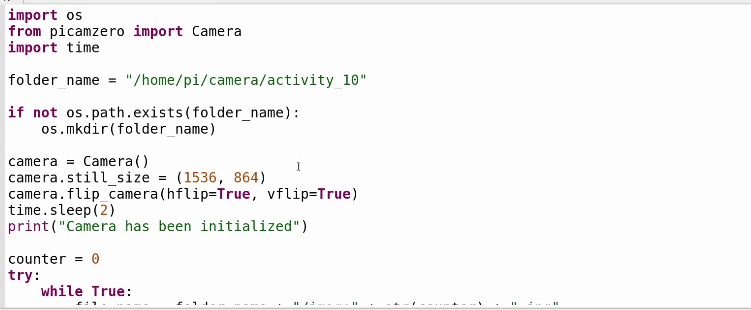 import os
from picamzero import Camera
import time
folder_name = "/home/pi/camera/activity_10"
if not os.path.exists(folder_name):
    os.mkdir(folder_name)
camera = Camera()
camera.still_size = (1536, 864)
camera.flip_camera(hflip=True, vflip=True)
time.sleep(2)
print("Camera has been initialized")
counter = 0
try:
    while True: